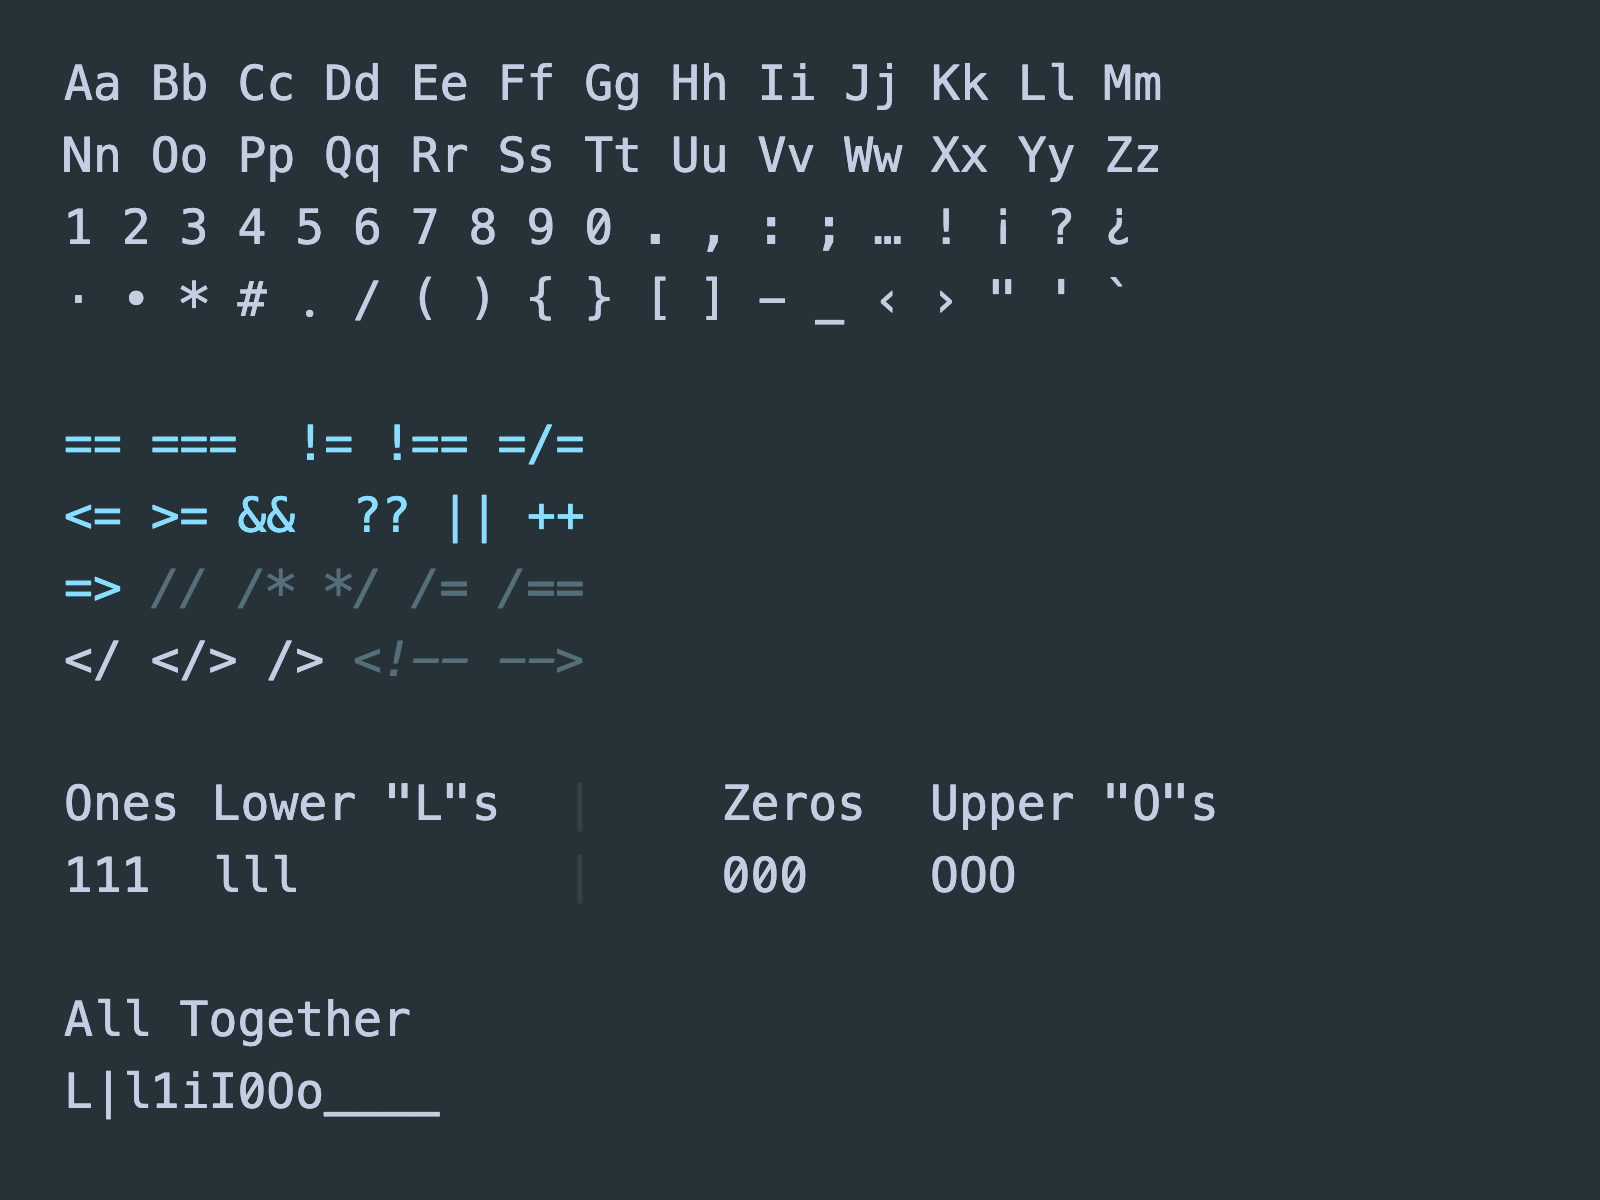 Aa Bb Cc Dd Ee Ff Gg Hh Ii Jj Kk Ll Mm
Nn Oo Pp Qq Rr Ss Tt Uu Vv Ww Xx Yy Zz
1 2 3 4 5 6 7 8 9 0 . , : ; … ! ¡ ? ¿
· • * # . / ( ) { } [ ] - _ ‹ › " ' `
== ===  != !== =/=
<= >= &&  ?? || ++
=> // /* */ /= /==
</ </> /> <!-- -->
Ones Lower "L"s | Zeros Upper "O"s
111 lll | 000 OOO
All Together
L|l1iI0Oo____